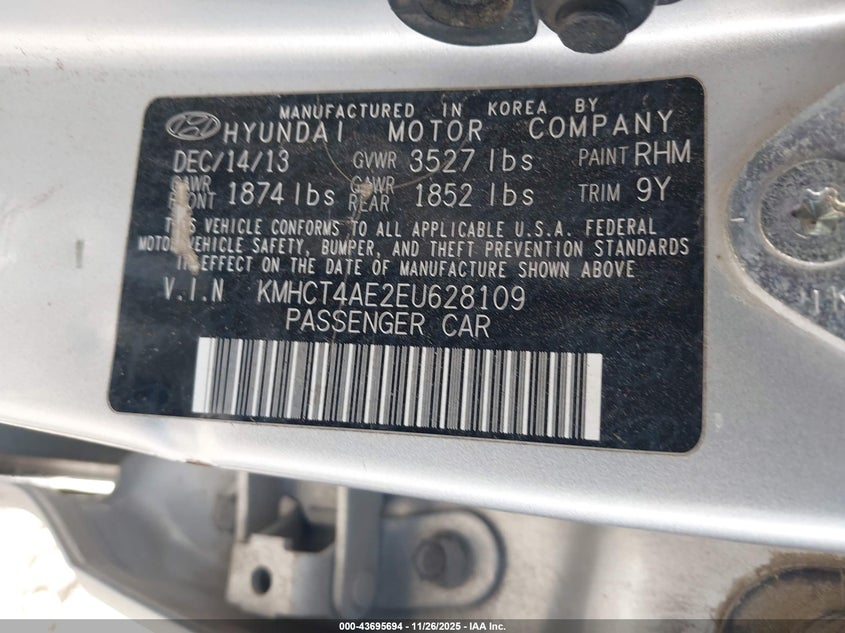 MANUFACTURED IN KOREA BY
HYUNDAI MOTOR COMPANY
DEC/14/13 GVWR 3527 lbs PAINT RHM
GAWR FRONT 1874 lbs GAWR REAR 1852 lbs TRIM 9Y
THIS VEHICLE CONFORMS TO ALL APPLICABLE U.S.A. FEDERAL
MOTOR VEHICLE SAFETY, BUMPER, AND THEFT PREVENTION STANDARDS
IN EFFECT ON THE DATE OF MANUFACTURE SHOWN ABOVE
V.I.N KMHCT4AE2EU628109
PASSENGER CAR
000-43695694 - 11/26/2025 - IAA Inc.